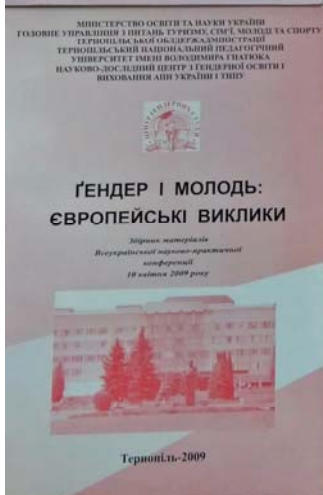 МІНІСТЕРСТВО ОСВІТИ ТА НАУКИ УКРАЇНИ
ГОЛОВНЕ УПРАВЛІННЯ З ПИТАНЬ ТУРИЗМУ, СІМ'Ї, МОЛОДІ ТА СПОРТУ
ТЕРНОПІЛЬСЬКОЇ ОБЛДЕРЖАДМІНІСТРАЦІЇ
ТЕРНОПІЛЬСЬКИЙ НАЦІОНАЛЬНИЙ ПЕДАГОГІЧНИЙ
УНІВЕРСИТЕТ ІМЕНІ ВОЛОДИМИРА ГНАТЮКА
НАУКОВО-ДОСЛІДНИЙ ЦЕНТР З ҐЕНДЕРНОЇ ОСВІТИ І
ВИХОВАННЯ АПН УКРАЇНИ І ТНПУ
ҐЕНДЕР І МОЛОДЬ:
ЄВРОПЕЙСЬКІ ВИКЛИКИ
Збірник матеріалів
Всеукраїнської науково-практичної
конференції
10 квітня 2009 року
Тернопіль-2009